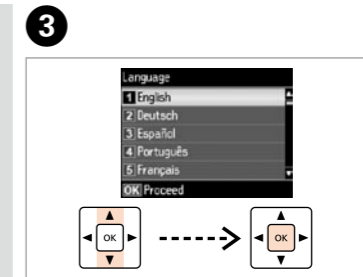 3
Language
1 English
2 Deutsch
3 Español
4 Português
5 Français
OK Proceed
OK
OK